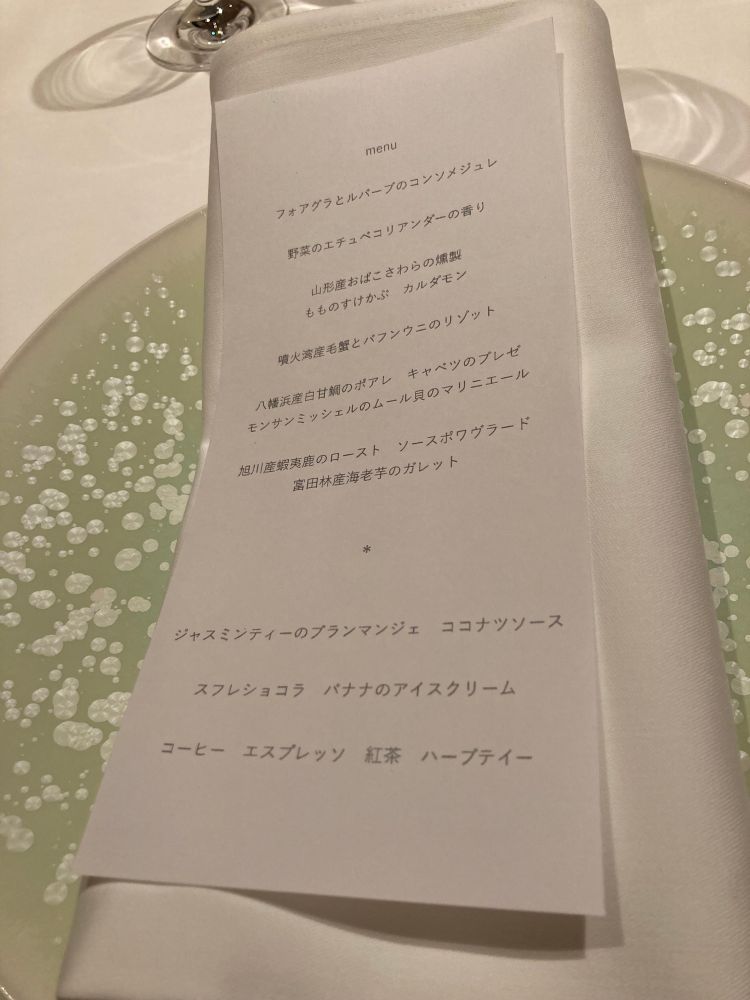 menu
フォアグラとルバーブのコンソメジュレ
野菜のエチュベコリアンダーの香り
山形産おばこさわらの燻製
もものすけかぶ　カルダモン
噴火湾産毛蟹とバフンウニのリゾット
八幡浜産白甘鯛のポアレ　キャベツのブレゼ
モンサンミッシェルのムール貝のマリニエール
旭川産蝦夷鹿のロースト　ソースポワヴラード
富田林産海老芋のガレット
*
ジャスミンティーのブランマンジェ　ココナツソース
スフレショコラ　バナナのアイスクリーム
コーヒー　エスプレッソ　紅茶　ハーブテイー